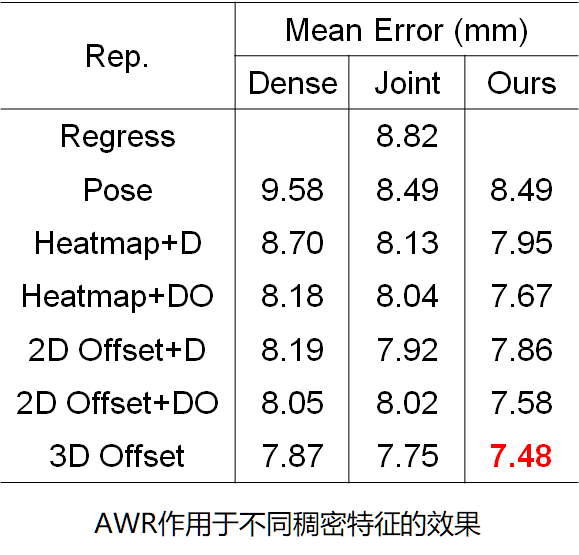 Rep. Mean Error (mm)
Dense Joint Ours
Regress 8.82
Pose 9.58 8.49 8.49
Heatmap+D 8.70 8.13 7.95
Heatmap+DO 8.18 8.04 7.67
2D Offset+D 8.19 7.92 7.86
2D Offset+DO 8.05 8.02 7.58
3D Offset 7.87 7.75 7.48
AWR作用于不同稠密特征的效果